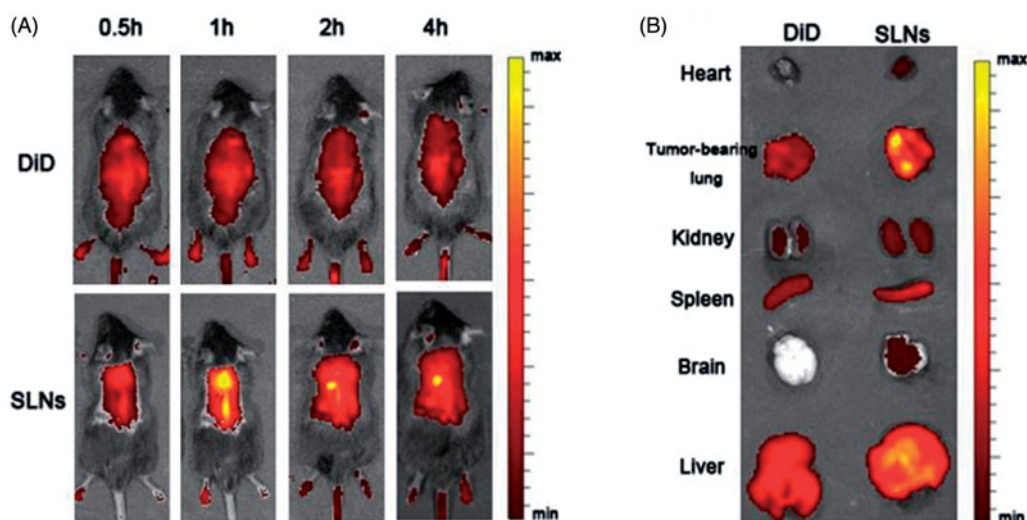 (A)
0.5h 1h 2h 4h
DiD
SLNs
max
min
(B)
DiD SLNs
Heart
Tumor-bearing
lung
Kidney
Spleen
Brain
Liver
max
min